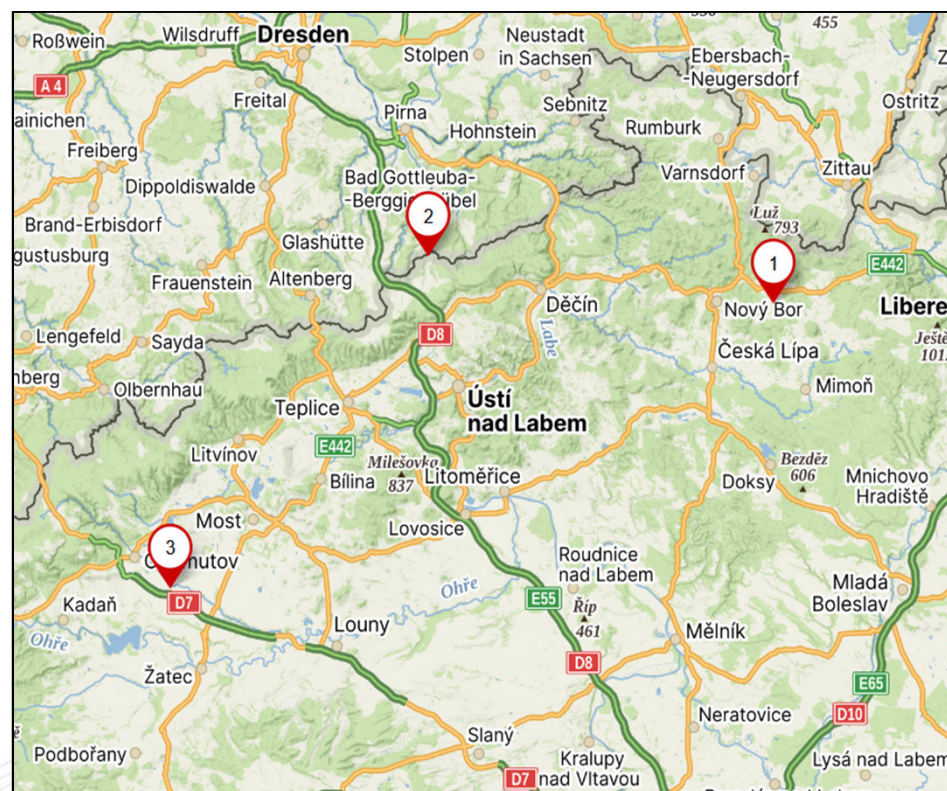 455
Roßwein
Wilsdruff
Dresden
Neustadt
in Sachsen
Stolpen
Ebersbach-
-Neugersdorf
A 4
Freital
Pirna
Sebnitz
Ostritz
ainichen
Hohnstein
Rumburk
Freiberg
Varnsdorf
Zittau
Dippoldiswalde
Bad Gottleuba-
-Berggie
übel
2
Brand-Erbisdorf
Luž
793
Glashütte
gustusburg
1
E442
Frauenstein
Altenberg
Děčín
Nový Bor
Libere
D8
Labe
Lengefeld
Sayda
Česká Lípa
Ješte
101
nberg
Olbernhau
Mimoň
Teplice
Ústí
nad Labem
E442
Litvínov
Milešovka
837
Bezděz
606
Bílina
Litoměřice
Doksy
Mnichovo
Hradiště
Most
Lovosice
3
C
mutov
Roudnice
nad Labem
Kadaň
D7
Ohře
E55
Říp
461
Mladá
Boleslav
Ohře
Louny
Mělník
Žatec
D8
E65
Neratovice
D10
Podbořany
Slaný
Kralupy
nad Vltavou
D7
Lysá nad Labem